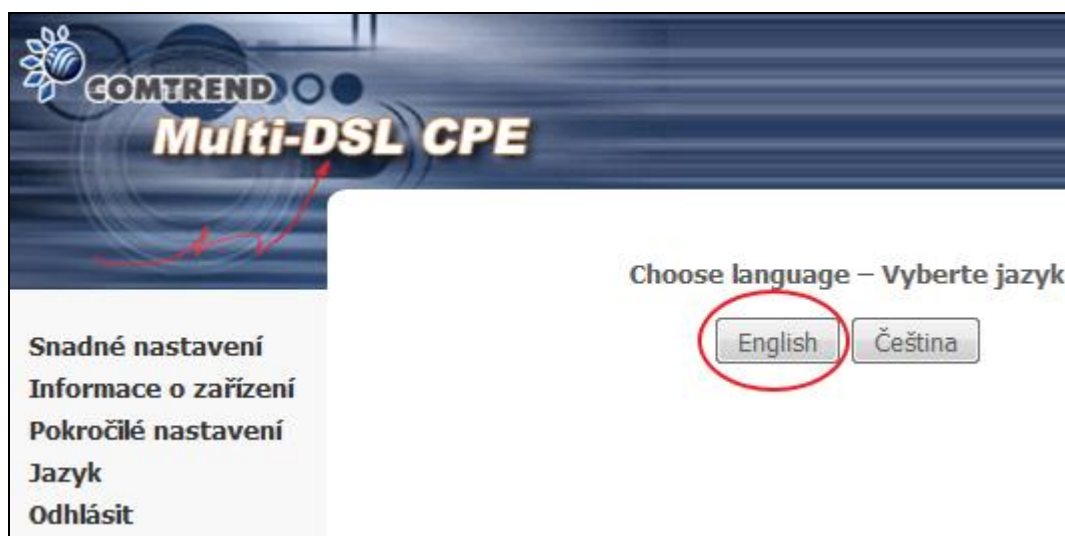 COMTREND
Multi-DSL CPE
Choose language – Vyberte jazyk
English Čeština
Snadné nastavení
Informace o zařízení
Pokročilé nastavení
Jazyk
Odhlásit